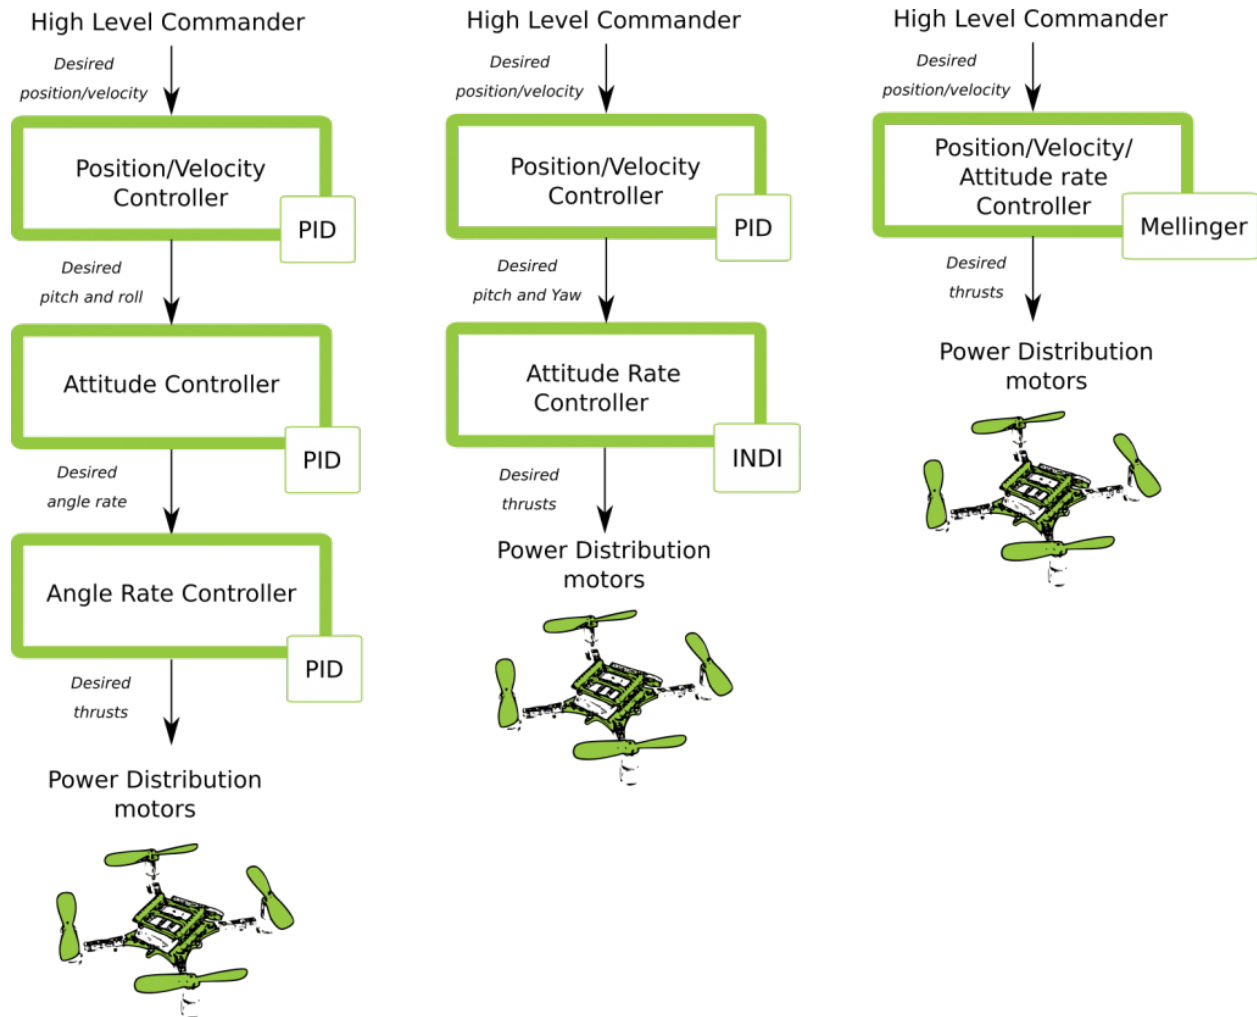 High Level Commander
Desired
position/velocity
Position/Velocity
Controller
PID
Desired
pitch and roll
Attitude Controller
PID
Desired
angle rate
Angle Rate Controller
PID
Desired
thrusts
Power Distribution
motors
High Level Commander
Desired
position/velocity
Position/Velocity
Controller
PID
Desired
pitch and Yaw
Attitude Rate
Controller
INDI
Desired
thrusts
Power Distribution
motors
High Level Commander
Desired
position/velocity
Position/Velocity/
Attitude rate
Controller
Mellinger
Desired
thrusts
Power Distribution
motors